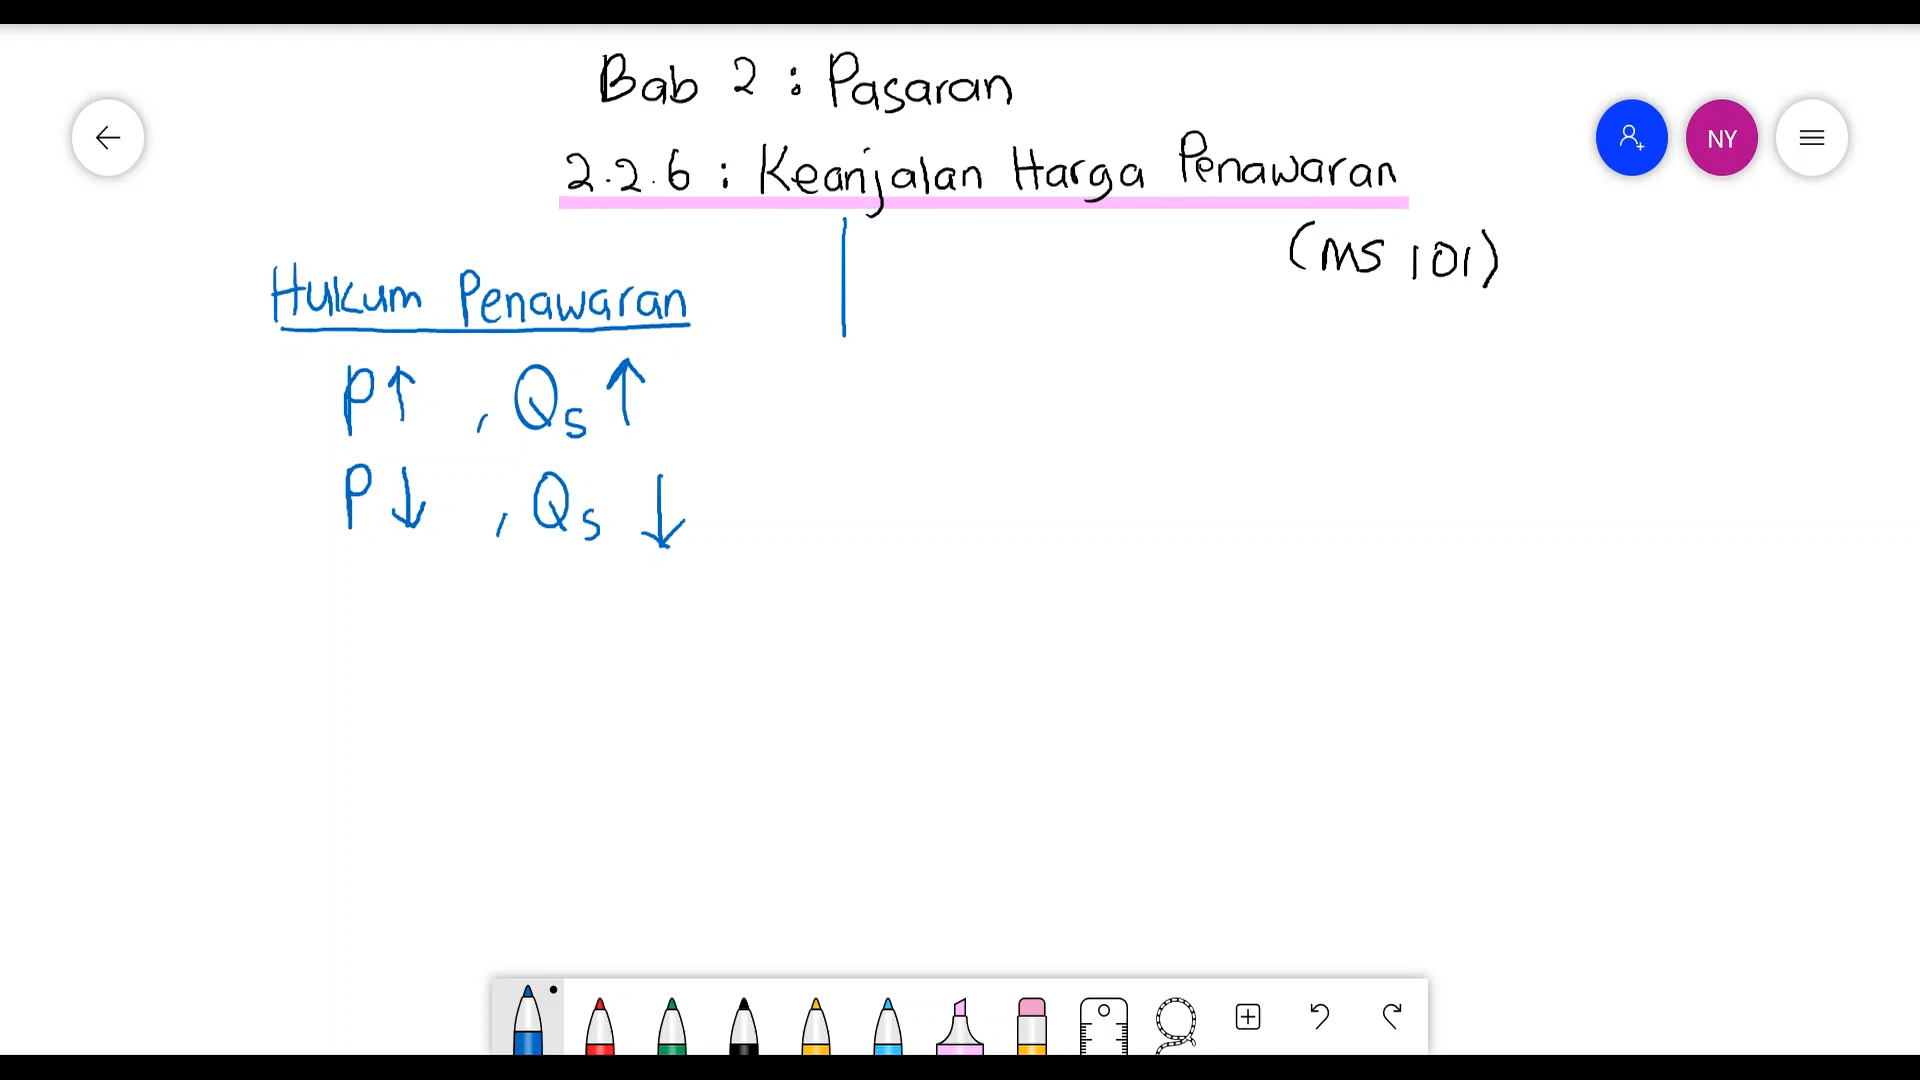 Bab 2 : Pasaran
2.2.6 : Keanjalan Harga Penawaran
(MS 101)
NY
Hukum Penawaran
P↑ , Qs ↑
P↓ , Qs ↓